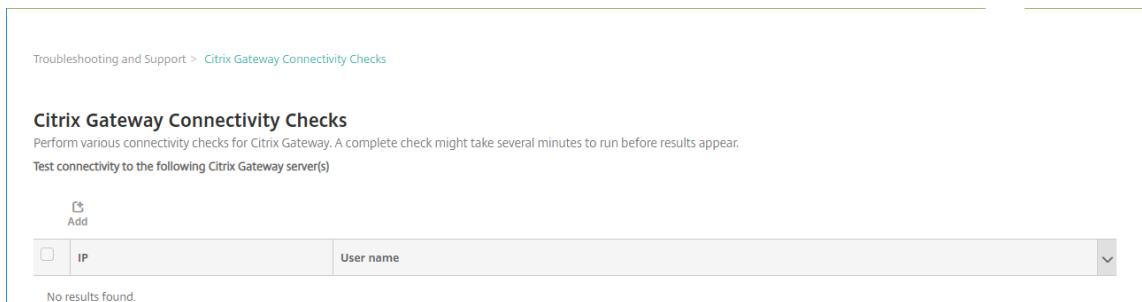 Troubleshooting and Support > Citrix Gateway Connectivity Checks
Citrix Gateway Connectivity Checks
Perform various connectivity checks for Citrix Gateway. A complete check might take several minutes to run before results appear.
Test connectivity to the following Citrix Gateway server(s)
Add
IP User name
No results found.